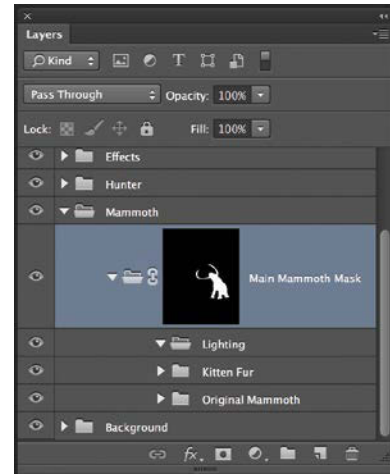 Layers
Kind
Pass Through Opacity: 100%
Lock: Fill: 100%
Effects
Hunter
Mammoth
Main Mammoth Mask
Lighting
Kitten Fur
Original Mammoth
Background
fx.